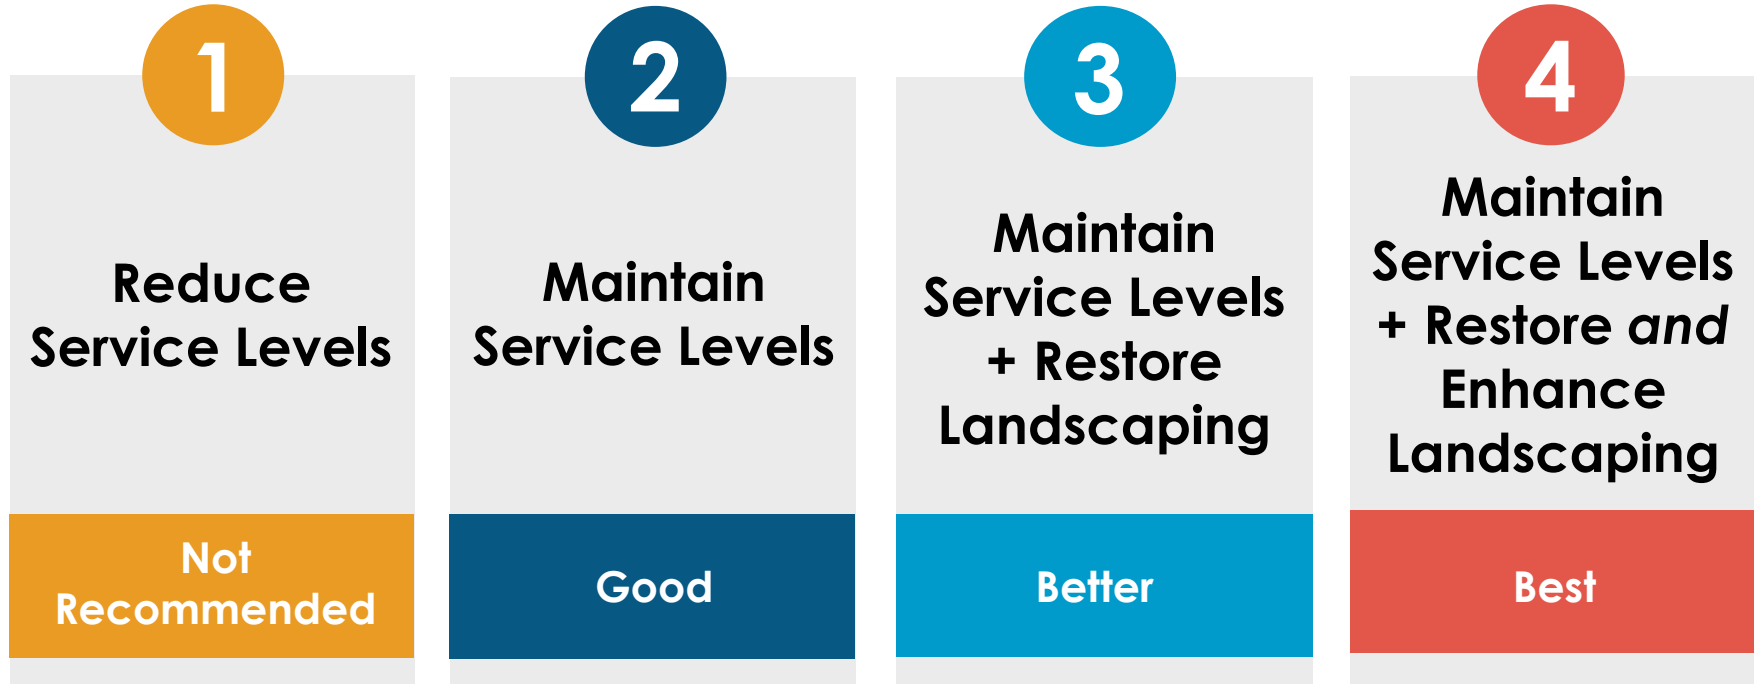 1
Reduce
Service Levels
Not
Recommended
2
Maintain
Service Levels
Good
3
Maintain
Service Levels
+ Restore
Landscaping
Better
4
Maintain
Service Levels
+ Restore and
Enhance
Landscaping
Best